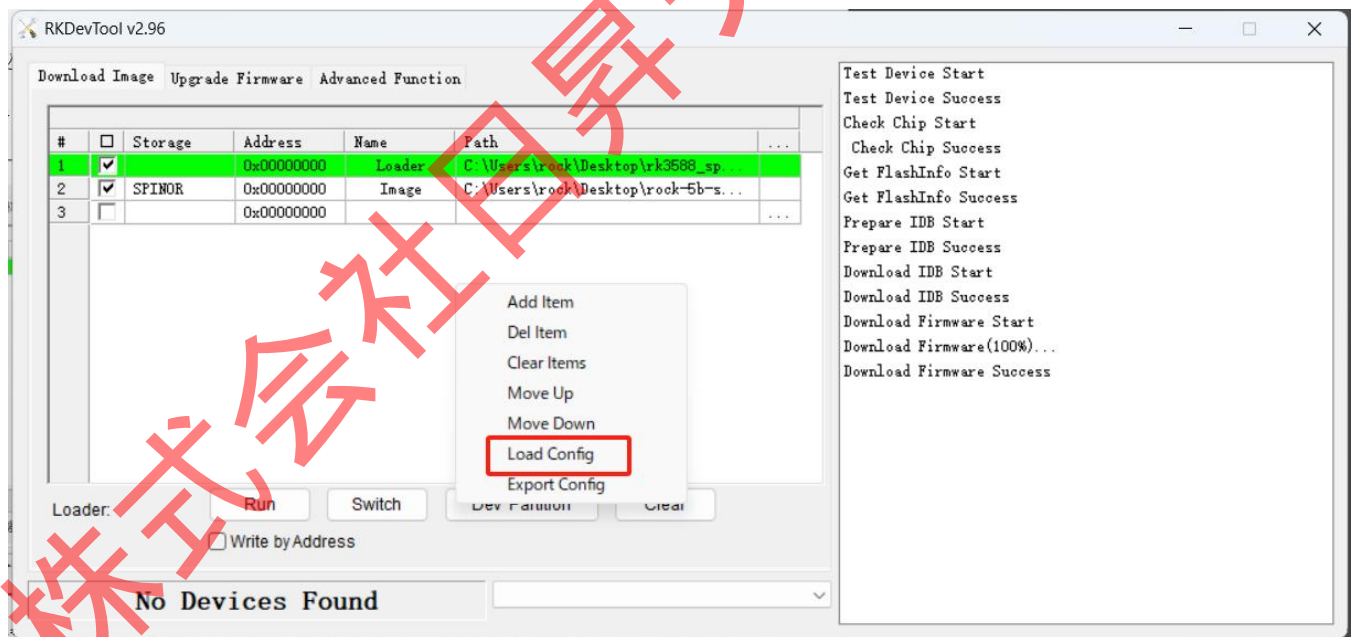 RKDevTool v2.96
Download Image Upgrade Firmware Advanced Function
# Storage Address Name Path ...
1 0x00000000 Loader C:\Users\rock\Desktop\rk3588_sp...
2 SPINOR 0x00000000 Image C:\Users\rock\Desktop\rock-5b-s...
3 0x00000000 ...
Add Item
Del Item
Clear Items
Move Up
Move Down
Load Config
Export Config
Loader: Run Switch Dev Partition Clear
Write by Address
No Devices Found
Test Device Start
Test Device Success
Check Chip Start
Check Chip Success
Get FlashInfo Start
Get FlashInfo Success
Prepare IDB Start
Prepare IDB Success
Download IDB Start
Download IDB Success
Download Firmware Start
Download Firmware(100%)...
Download Firmware Success
株式会社日昇